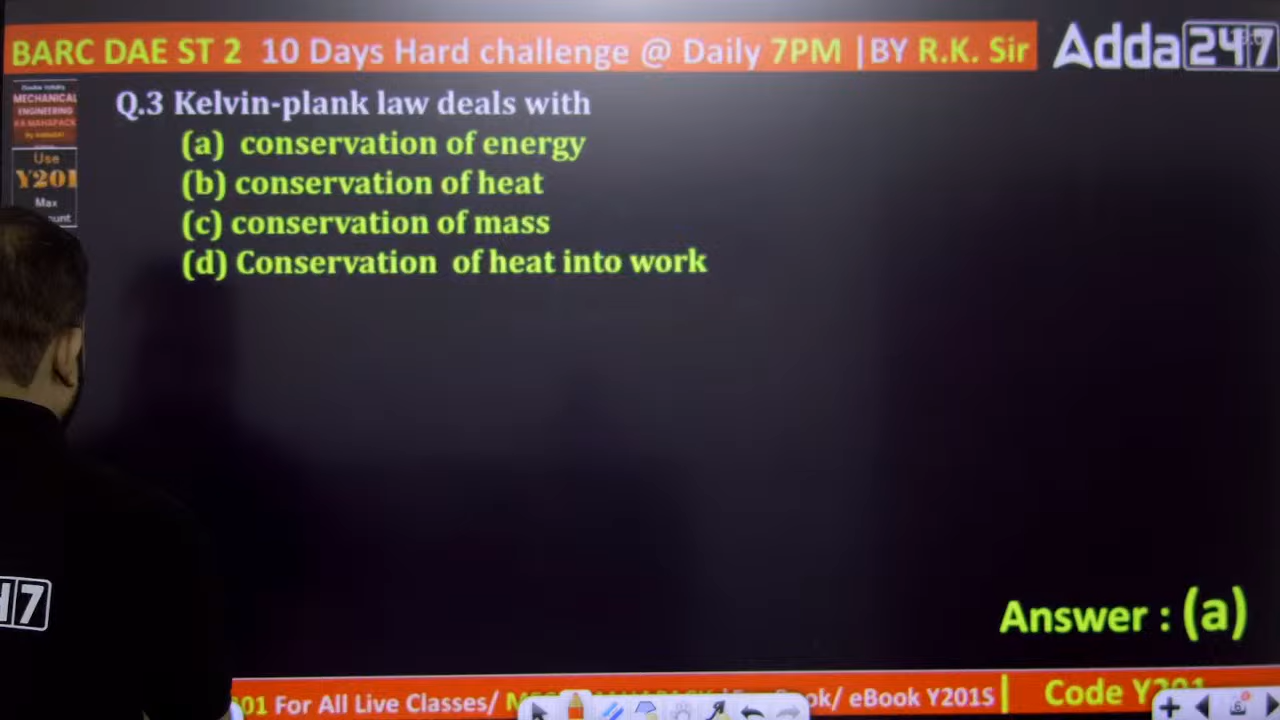 BARC DAE ST 2 10 Days Hard challenge @ Daily 7PM |BY R.K. Sir
Adda247
MECHANICAL
ENGINEERING
Use
Y201
Max
Q.3 Kelvin-plank law deals with
(a) conservation of energy
(b) conservation of heat
(c) conservation of mass
(d) Conservation of heat into work
7
Answer : (a)
For All Live Classes/
eBook Y201S | Code